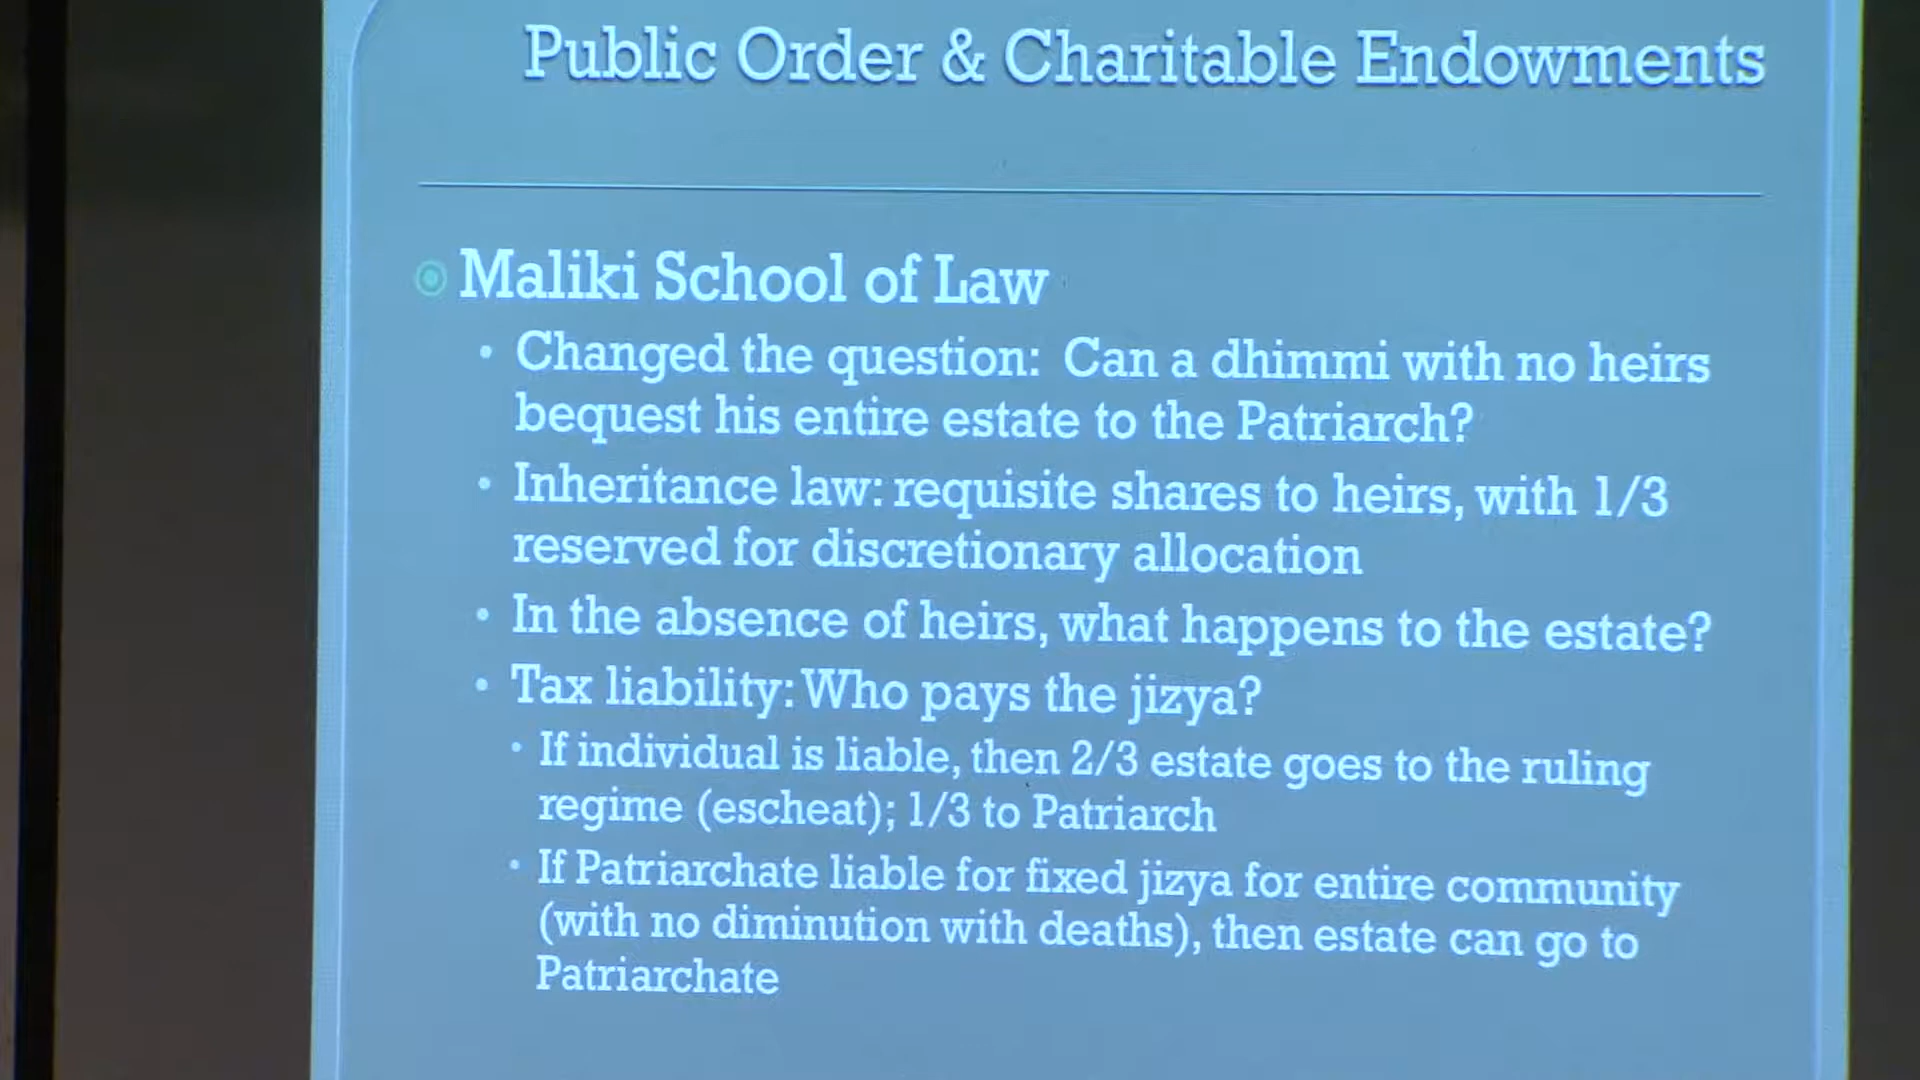 Public Order & Charitable Endowments
Maliki School of Law
• Changed the question: Can a dhimmi with no heirs
bequest his entire estate to the Patriarch?
• Inheritance law: requisite shares to heirs, with 1/3
reserved for discretionary allocation
• In the absence of heirs, what happens to the estate?
• Tax liability: Who pays the jizya?
• If individual is liable, then 2/3 estate goes to the ruling
regime (escheat); 1/3 to Patriarch
• If Patriarchate liable for fixed jizya for entire community
(with no diminution with deaths), then estate can go to
Patriarchate